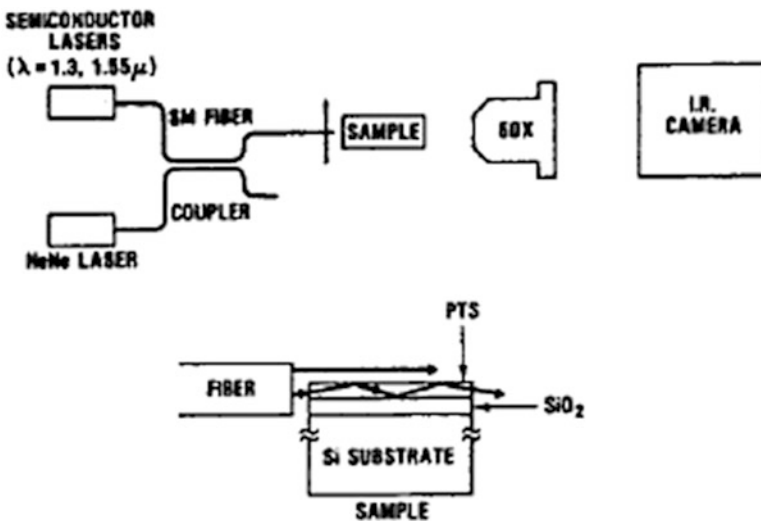 SEMICONDUCTOR
LASERS
(λ = 1.3, 1.55μ)
SM FIBER
SAMPLE
60X
I.R.
CAMERA
COUPLER
HeNe LASER
PTS
FIBER
SiO₂
Si SUBSTRATE
SAMPLE